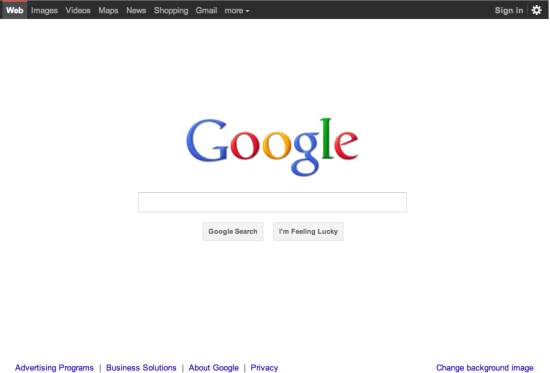 Web Images Videos Maps News Shopping Gmail more Sign in
Google
Google Search I'm Feeling Lucky
Advertising Programs | Business Solutions | About Google | Privacy Change background image